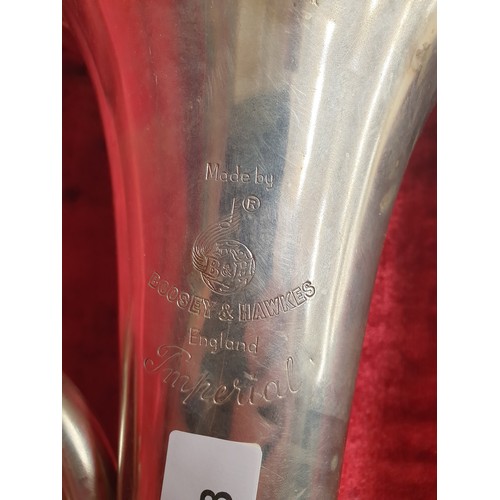 Made by
®
B&H
BOOSEY & HAWKES
England
Imperial